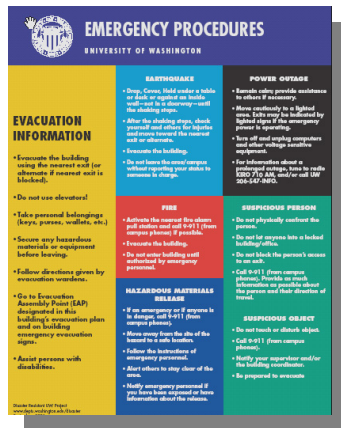 EMERGENCY PROCEDURES
UNIVERSITY OF WASHINGTON
EVACUATION
INFORMATION
• Evacuate the building
using the nearest exit (or
alternate if nearest exit is
blocked).
• Do not use elevators!
• Take personal belongings
(keys, purses, wallets, etc.)
• Secure any hazardous
materials or equipment
before leaving.
• Follow directions given by
evacuation wardens.
• Go to Evacuation
Assembly Point (EAP)
designated in this
building's evacuation plan
and on building
emergency evacuation
signs.
• Assist persons with
disabilities.
Disaster Resistant UW Project
www.depts.washington.edu/disaster
EARTHQUAKE
• Drop, Cover, Hold under a table
or desk or against an inside
wall—not in a doorway—until
the shaking stops.
• After the shaking stops, check
yourself and others for injuries
and move toward the nearest
exit or alternate.
• Evacuate the building.
• Do not leave the area/campus
without reporting your status to
someone in charge.
FIRE
• Activate the nearest fire alarm
pull station and call 9-911 (from
campus phone) if possible.
• Evacuate the building.
• Do not enter building until
authorized by emergency
personnel.
HAZARDOUS MATERIALS
RELEASE
• If an emergency or if anyone is
in danger, call 9-911 (from
campus phones).
• Move away from the site of the
hazard to a safe location.
• Follow the instructions of
emergency personnel.
• Alert others to stay clear of the
area.
• Notify emergency personnel if
you have been exposed or have
information about the release.
POWER OUTAGE
• Remain calm; provide assistance
to others if necessary.
• Move cautiously to a lighted
area. Exits may be indicated by
lighted signs if the emergency
power is operating.
• Turn off and unplug computers
and other voltage sensitive
equipment.
• For information about a
prolonged outage, tune to radio
KIRO 710 AM, and/or call UW
206-547-INFO.
SUSPICIOUS PERSON
• Do not physically confront the
person.
• Do not let anyone into a locked
building/office.
• Do not block the person's access
to an exit.
• Call 9-911 (from campus
phones). Provide as much
information as possible about
the person and their direction of
travel.
SUSPICIOUS OBJECT
• Do not touch or disturb object.
• Call 9-911 (from campus
phones).
• Notify your supervisor and/or
the building coordinator.
• Be prepared to evacuate